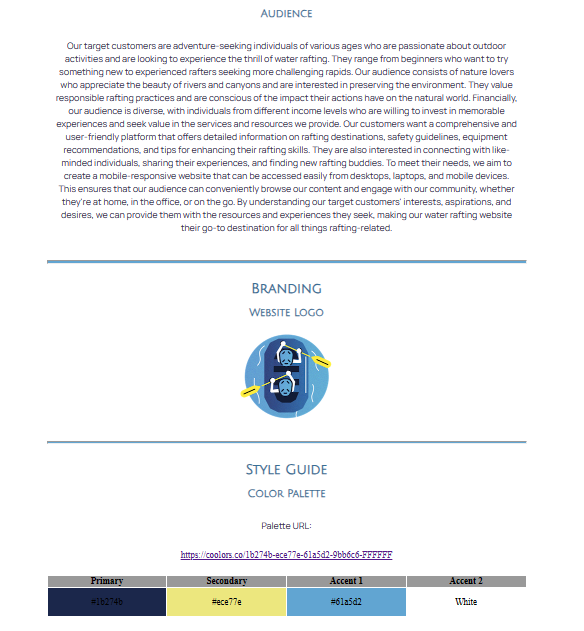 Audience
Our target customers are adventure-seeking individuals of various ages who are passionate about outdoor
activities and are looking to experience the thrill of water rafting. They range from beginners who want to try
something new to experienced rafters seeking more challenging rapids. Our audience consists of nature lovers
who appreciate the beauty of rivers and canyons and are interested in preserving the environment. They value
responsible rafting practices and are conscious of the impact their actions have on the natural world. Financially,
our audience is diverse, with individuals from different income levels who are willing to invest in memorable
experiences and seek value in the services and resources we provide. Our customers want a comprehensive and
user-friendly platform that offers detailed information on rafting destinations, safety guidelines, equipment
recommendations, and tips for enhancing their rafting skills. They are also interested in connecting with like-
minded individuals, sharing their experiences, and finding new rafting buddies. To meet their needs, we aim to
create a mobile-responsive website that can be accessed easily from desktops, laptops, and mobile devices.
This ensures that our audience can conveniently browse our content and engage with our community, whether
they're at home, in the office, or on the go. By understanding our target customers' interests, aspirations, and
desires, we can provide them with the resources and experiences they seek, making our water rafting website
their go-to destination for all things rafting-related.
Branding
Website Logo
Style Guide
Color Palette
Palette URL:
https://coolors.co/1b274b-ece77e-61a5d2-9bb6c6-FFFFFF
Primary Secondary Accent 1 Accent 2
#1b274b #ece77e #61a5d2 White